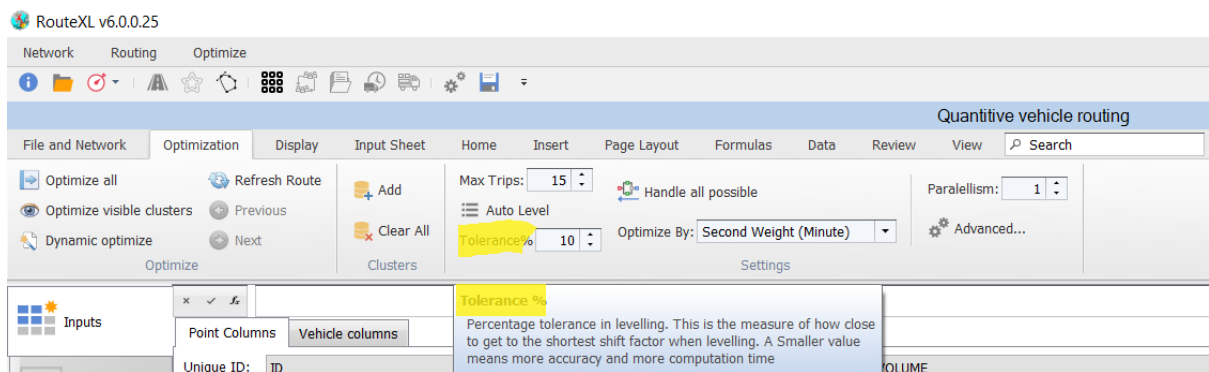 RouteXL v6.0.0.25
Network Routing Optimize
Quantitive vehicle routing
File and Network Optimization Display Input Sheet Home Insert Page Layout Formulas Data Review View Search
Optimize all Refresh Route Add Max Trips: 15 Handle all possible Paralellism: 1
Optimize visible clusters Previous Auto Level
Dynamic optimize Next Clear All Tolerance% 10 Optimize By: Second Weight (Minute) Advanced...
Optimize Clusters Settings
Inputs × ✓ fx Tolerance %
Point Columns Vehicle columns Percentage tolerance in levelling. This is the measure of how close
to get to the shortest shift factor when levelling. A Smaller value
means more accuracy and more computation time
Unique ID: ID VOLUME